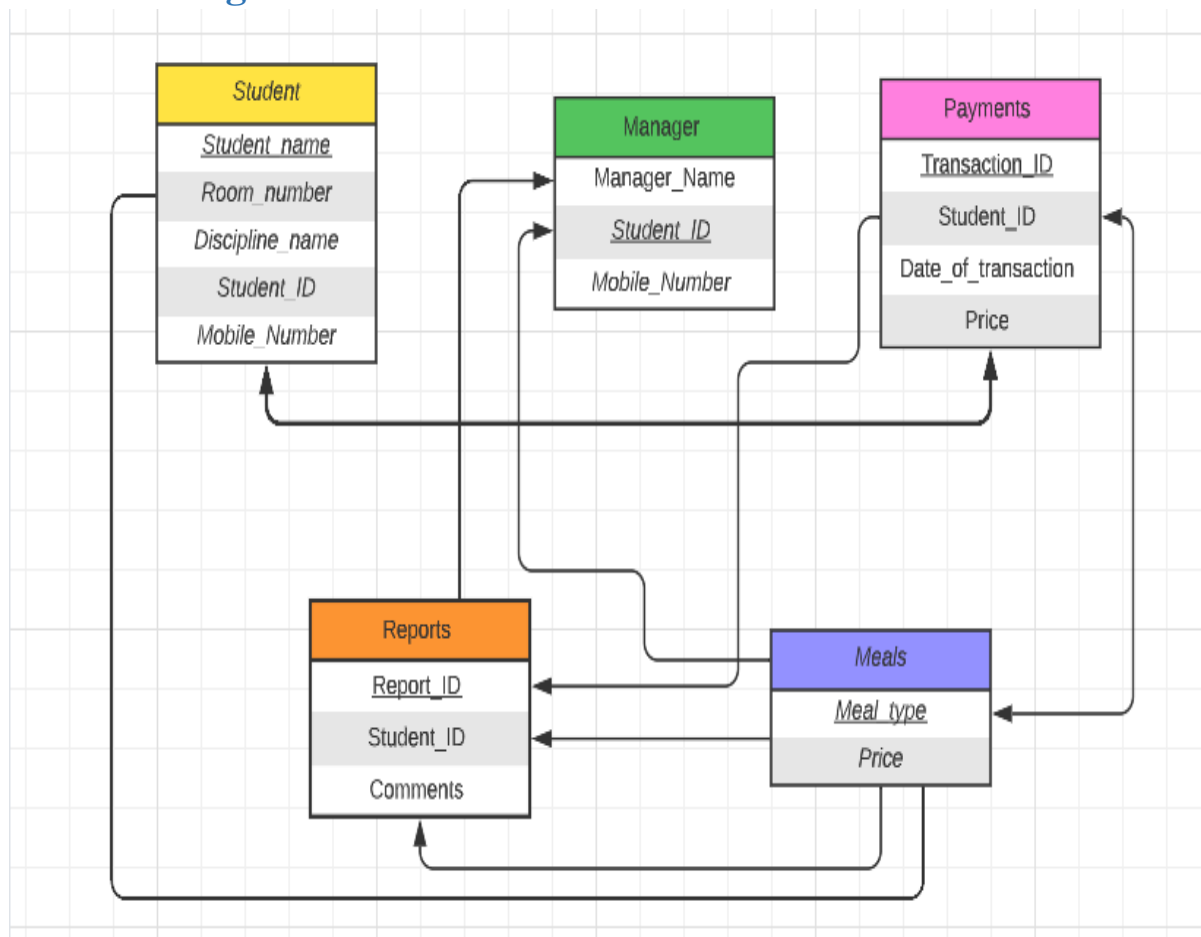 Student
Student_name
Room_number
Discipline_name
Student_ID
Mobile_Number
Manager
Manager_Name
Student_ID
Mobile_Number
Payments
Transaction_ID
Student_ID
Date_of_transaction
Price
Reports
Report_ID
Student_ID
Comments
Meals
Meal_type
Price